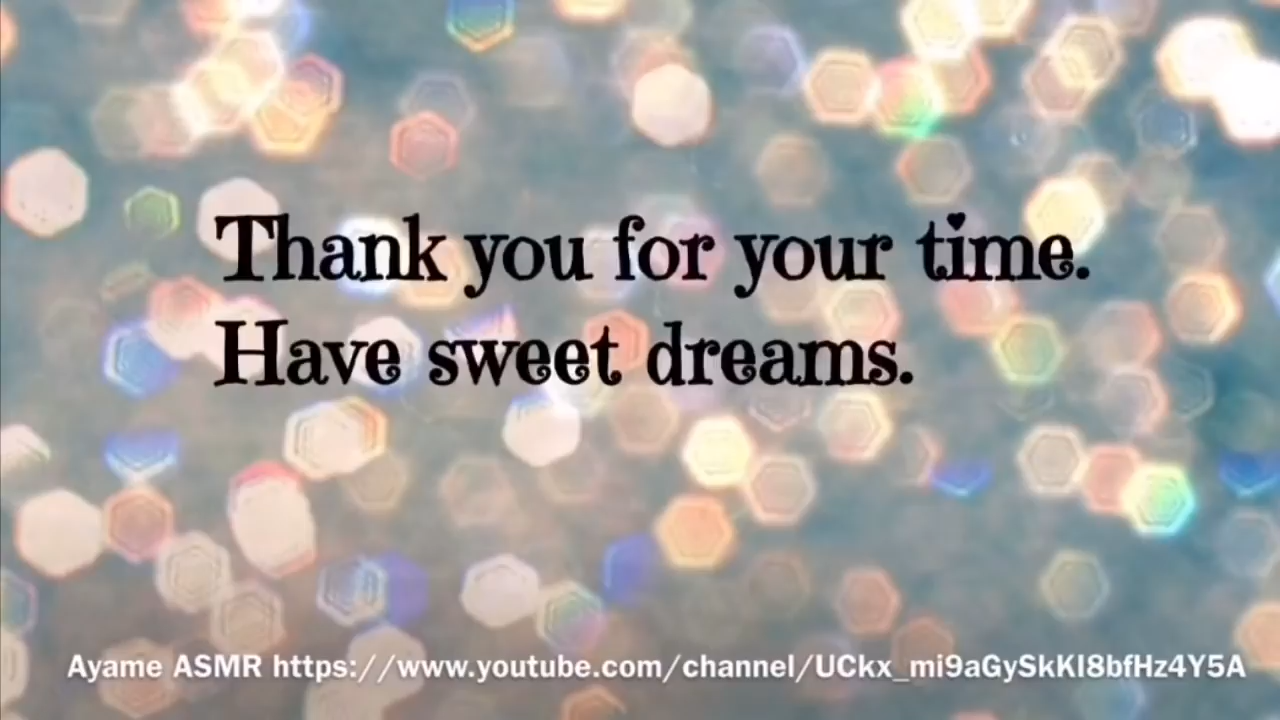 Thank you for your time.
Have sweet dreams.
Ayame ASMR https://www.youtube.com/channel/UCkx_mi9aGySkKI8bfHz4Y5A